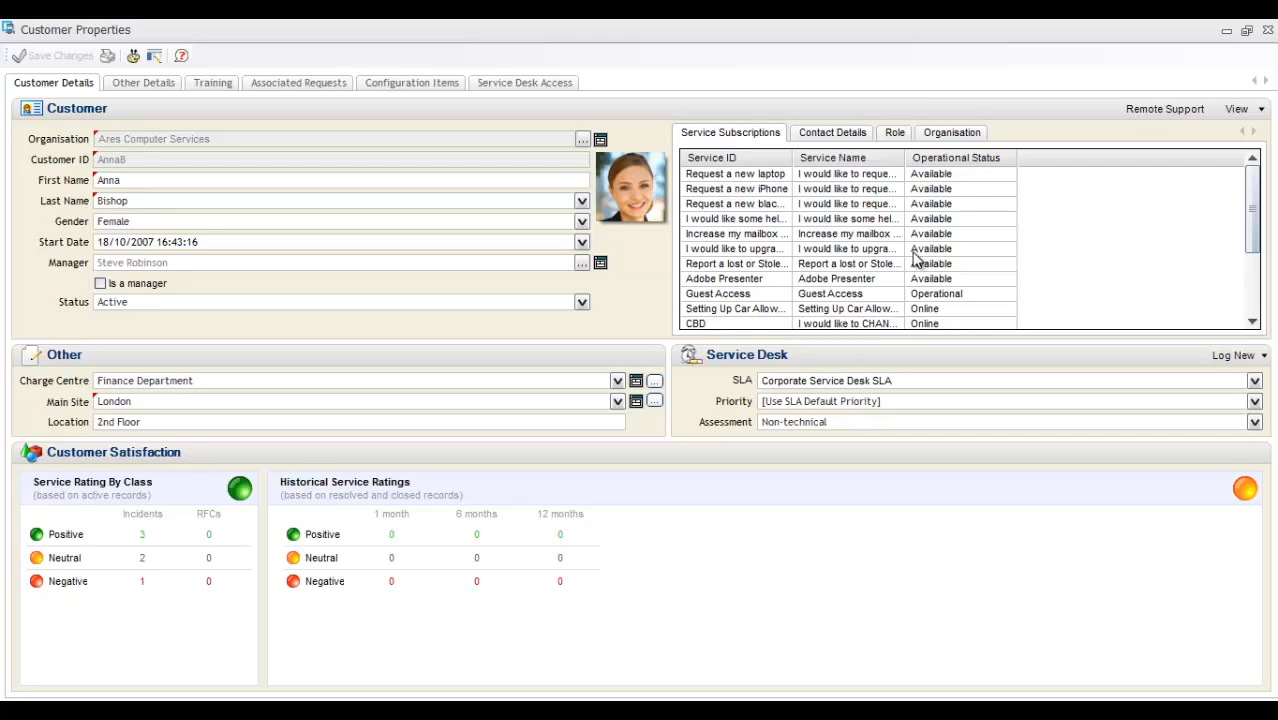 Customer Properties
Save Changes
Customer Details Other Details Training Associated Requests Configuration Items Service Desk Access
Customer Remote Support View
Organisation Ares Computer Services
Customer ID AnnaB
First Name Anna
Last Name Bishop
Gender Female
Start Date 18/10/2007 16:43:16
Manager Steve Robinson
Is a manager
Status Active
Service Subscriptions Contact Details Role Organisation
Service ID Service Name Operational Status
Request a new laptop I would like to reque... Available
Request a new iPhone I would like to reque... Available
Request a new blac... I would like to reque... Available
I would like some hel... I would like some hel... Available
Increase my mailbox ... Increase my mailbox ... Available
I would like to upgra... I would like to upgra... Available
Report a lost or Stole... Report a lost or Stole... Available
Adobe Presenter Adobe Presenter Available
Guest Access Guest Access Operational
Setting Up Car Allow... Setting Up Car Allow... Online
CBD I would like to CHAN... Online
Other
Charge Centre Finance Department
Main Site London
Location 2nd Floor
Service Desk Log New
SLA Corporate Service Desk SLA
Priority [Use SLA Default Priority]
Assessment Non-technical
Customer Satisfaction
Service Rating By Class
(based on active records)
Incidents RFCs
Positive 3 0
Neutral 2 0
Negative 1 0
Historical Service Ratings
(based on resolved and closed records)
1 month 6 months 12 months
Positive 0 0 0
Neutral 0 0 0
Negative 0 0 0